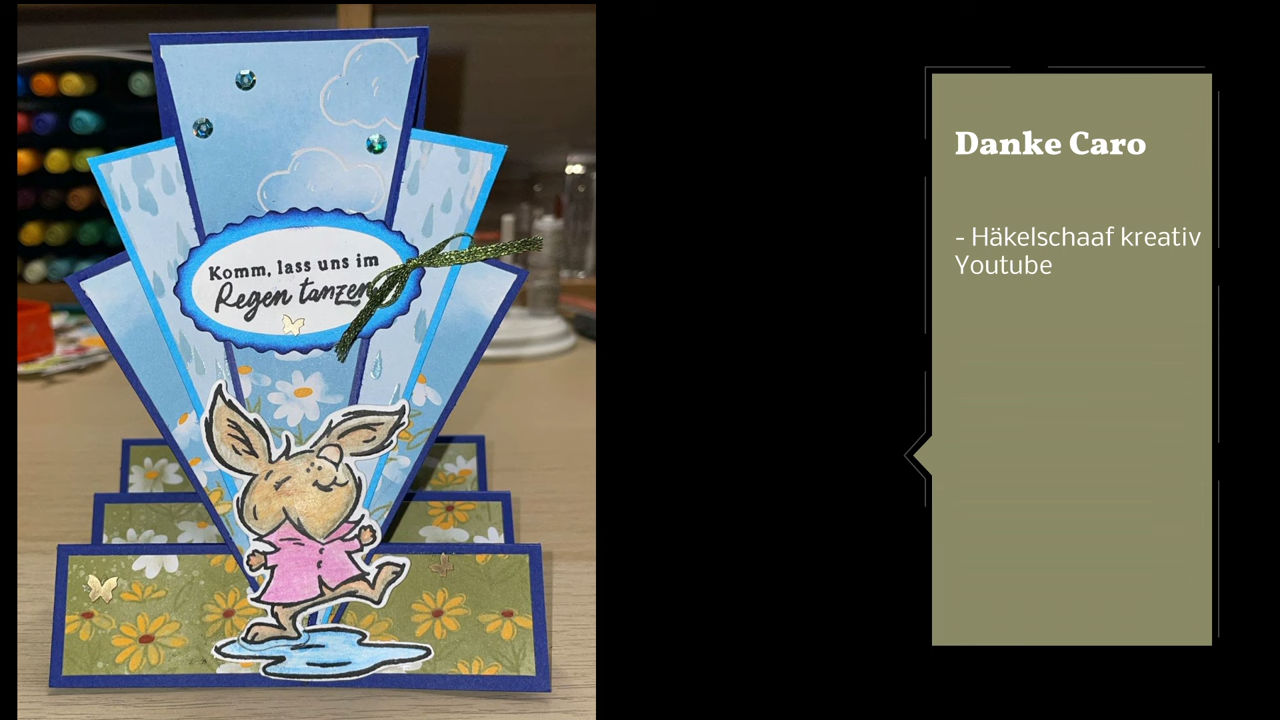 Komm, lass uns im
Regen tanzen
Danke Caro
- Häkelschaaf kreativ
Youtube